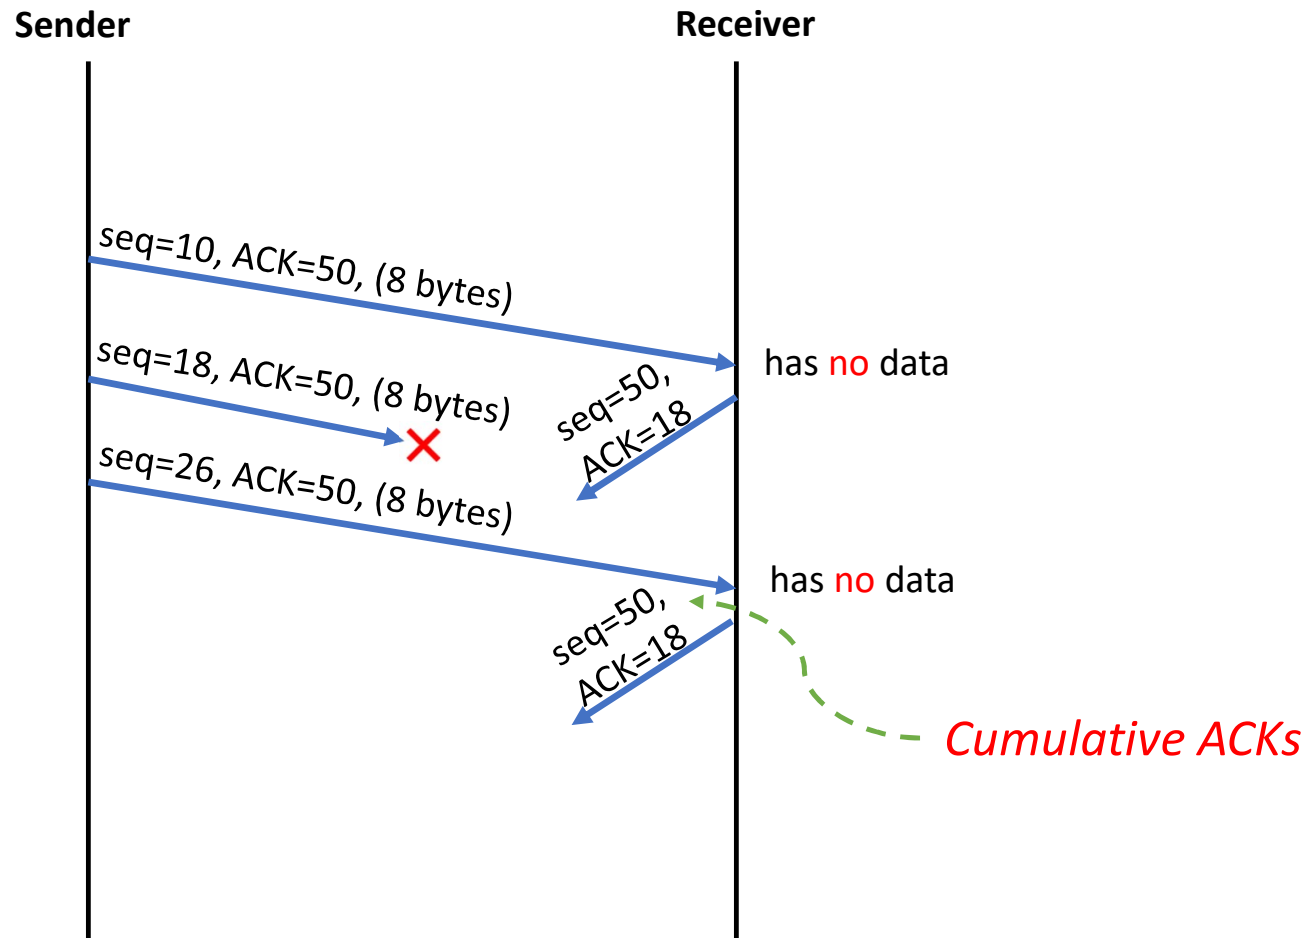 Sender
Receiver
seq=10, ACK=50, (8 bytes)
has no data
seq=18, ACK=50, (8 bytes)
seq=50,
ACK=18
seq=26, ACK=50, (8 bytes)
has no data
seq=50,
ACK=18
Cumulative ACKs